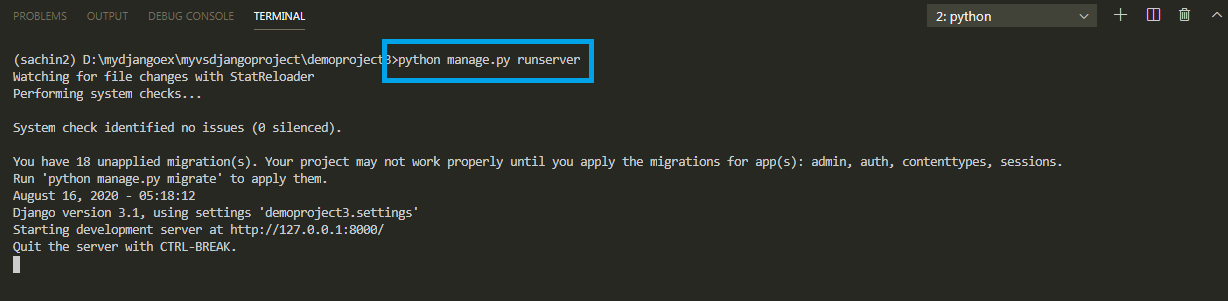 PROBLEMS OUTPUT DEBUG CONSOLE TERMINAL 2: python
(sachin2) D:\mydjangoex\myvsdjangoproject\demoproject3>python manage.py runserver
Watching for file changes with StatReloader
Performing system checks...
System check identified no issues (0 silenced).
You have 18 unapplied migration(s). Your project may not work properly until you apply the migrations for app(s): admin, auth, contenttypes, sessions.
Run 'python manage.py migrate' to apply them.
August 16, 2020 - 05:18:12
Django version 3.1, using settings 'demoproject3.settings'
Starting development server at http://127.0.0.1:8000/
Quit the server with CTRL-BREAK.